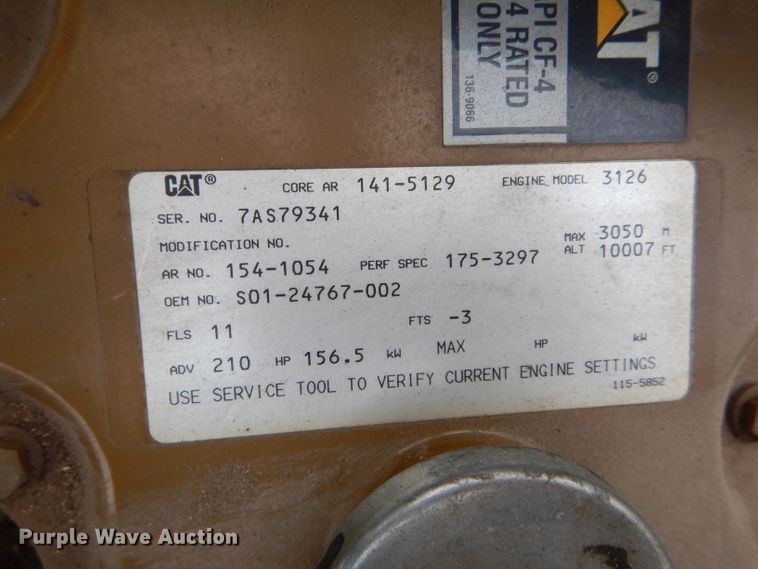 CAT®
API CF-4
4 RATED
ONLY
136-9066
CAT® CORE AR 141-5129 ENGINE MODEL 3126
SER. NO. 7AS79341
MODIFICATION NO. MAX 3050 M
ALT 10007 FT
AR NO. 154-1054 PERF SPEC 175-3297
OEM NO. S01-24767-002
FLS 11 FTS -3
ADV 210 HP 156.5 kW MAX HP kW
USE SERVICE TOOL TO VERIFY CURRENT ENGINE SETTINGS
115-5852
Purple Wave Auction